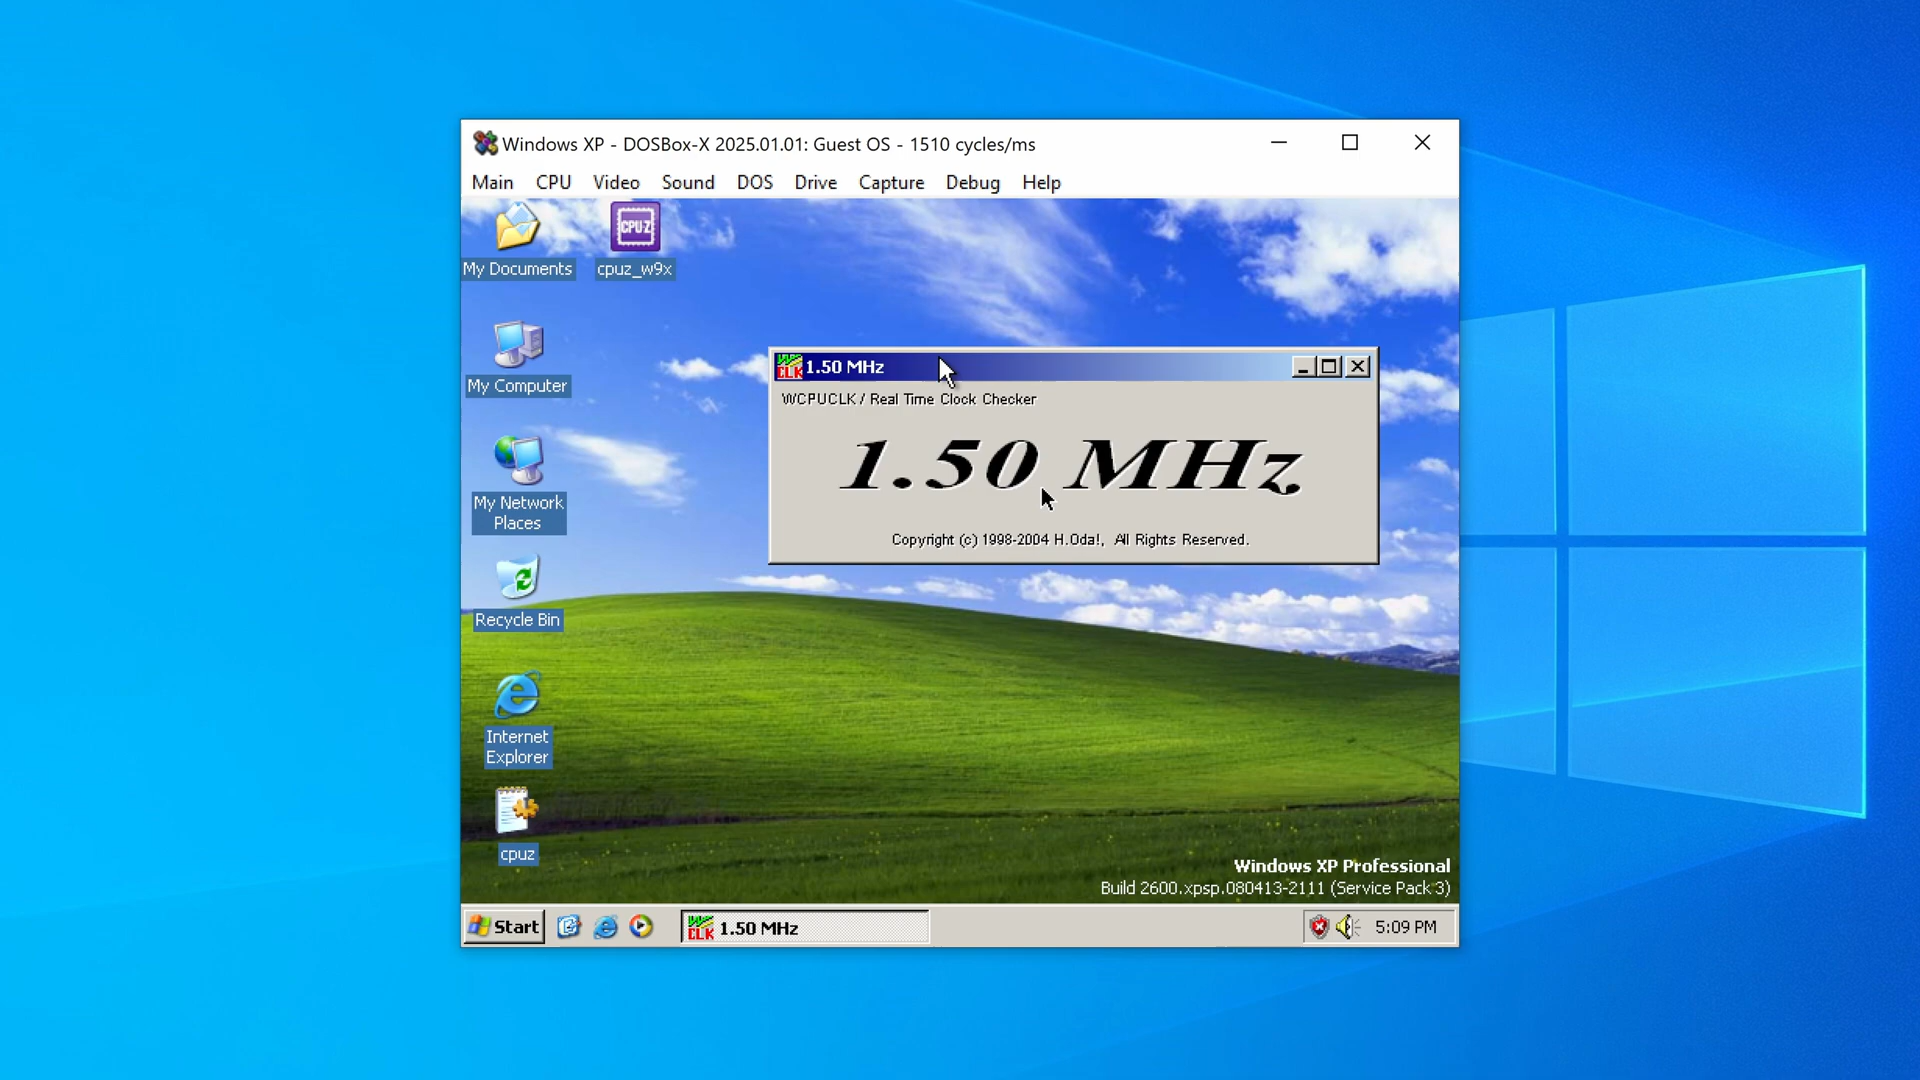 Windows XP - DOSBox-X 2025.01.01: Guest OS - 1510 cycles/ms
Main CPU Video Sound DOS Drive Capture Debug Help
CPU-Z
My Documents
cpuz_w9x
My Computer
CLK 1.50 MHz
WCPUCLK / Real Time Clock Checker
1.50 MHz
Copyright (c) 1998-2004 H.Oda!, All Rights Reserved.
My Network
Places
Recycle Bin
Internet
Explorer
cpuz
Windows XP Professional
Build 2600.xpsp.080413-2111 (Service Pack 3)
Start
CLK 1.50 MHz
5:09 PM